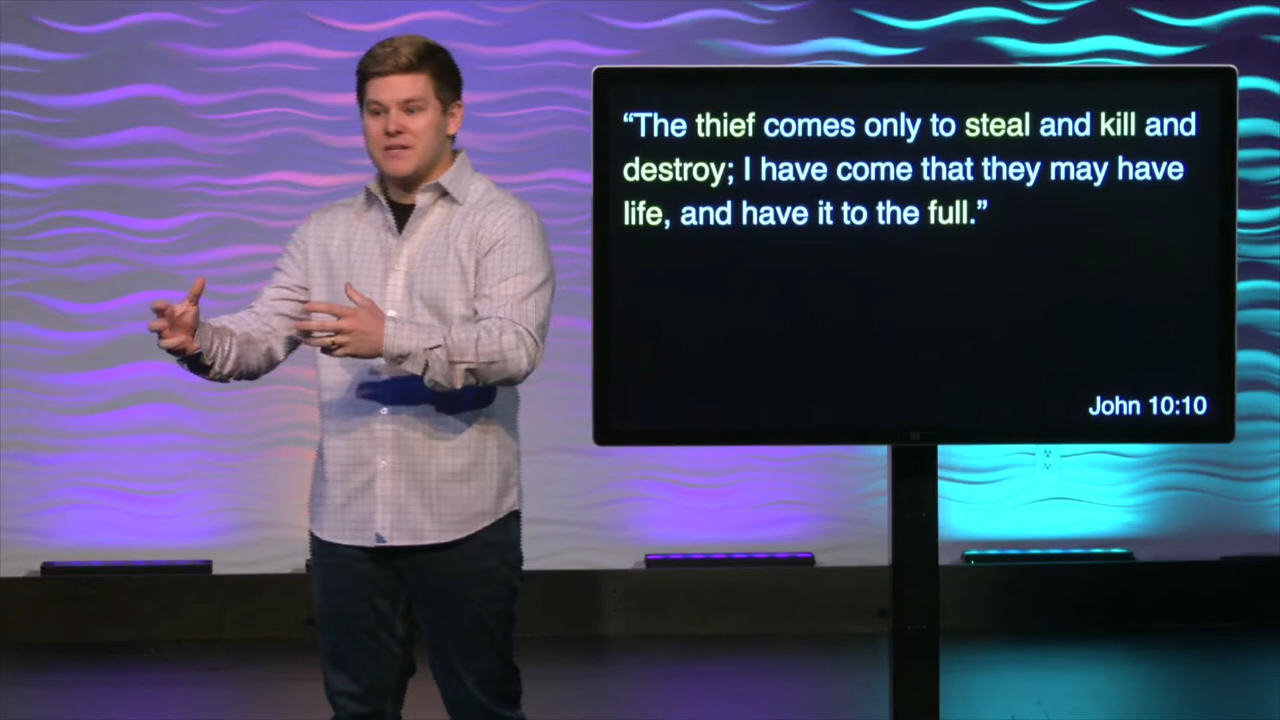 “The thief comes only to steal and kill and
destroy; I have come that they may have
life, and have it to the full.”
John 10:10